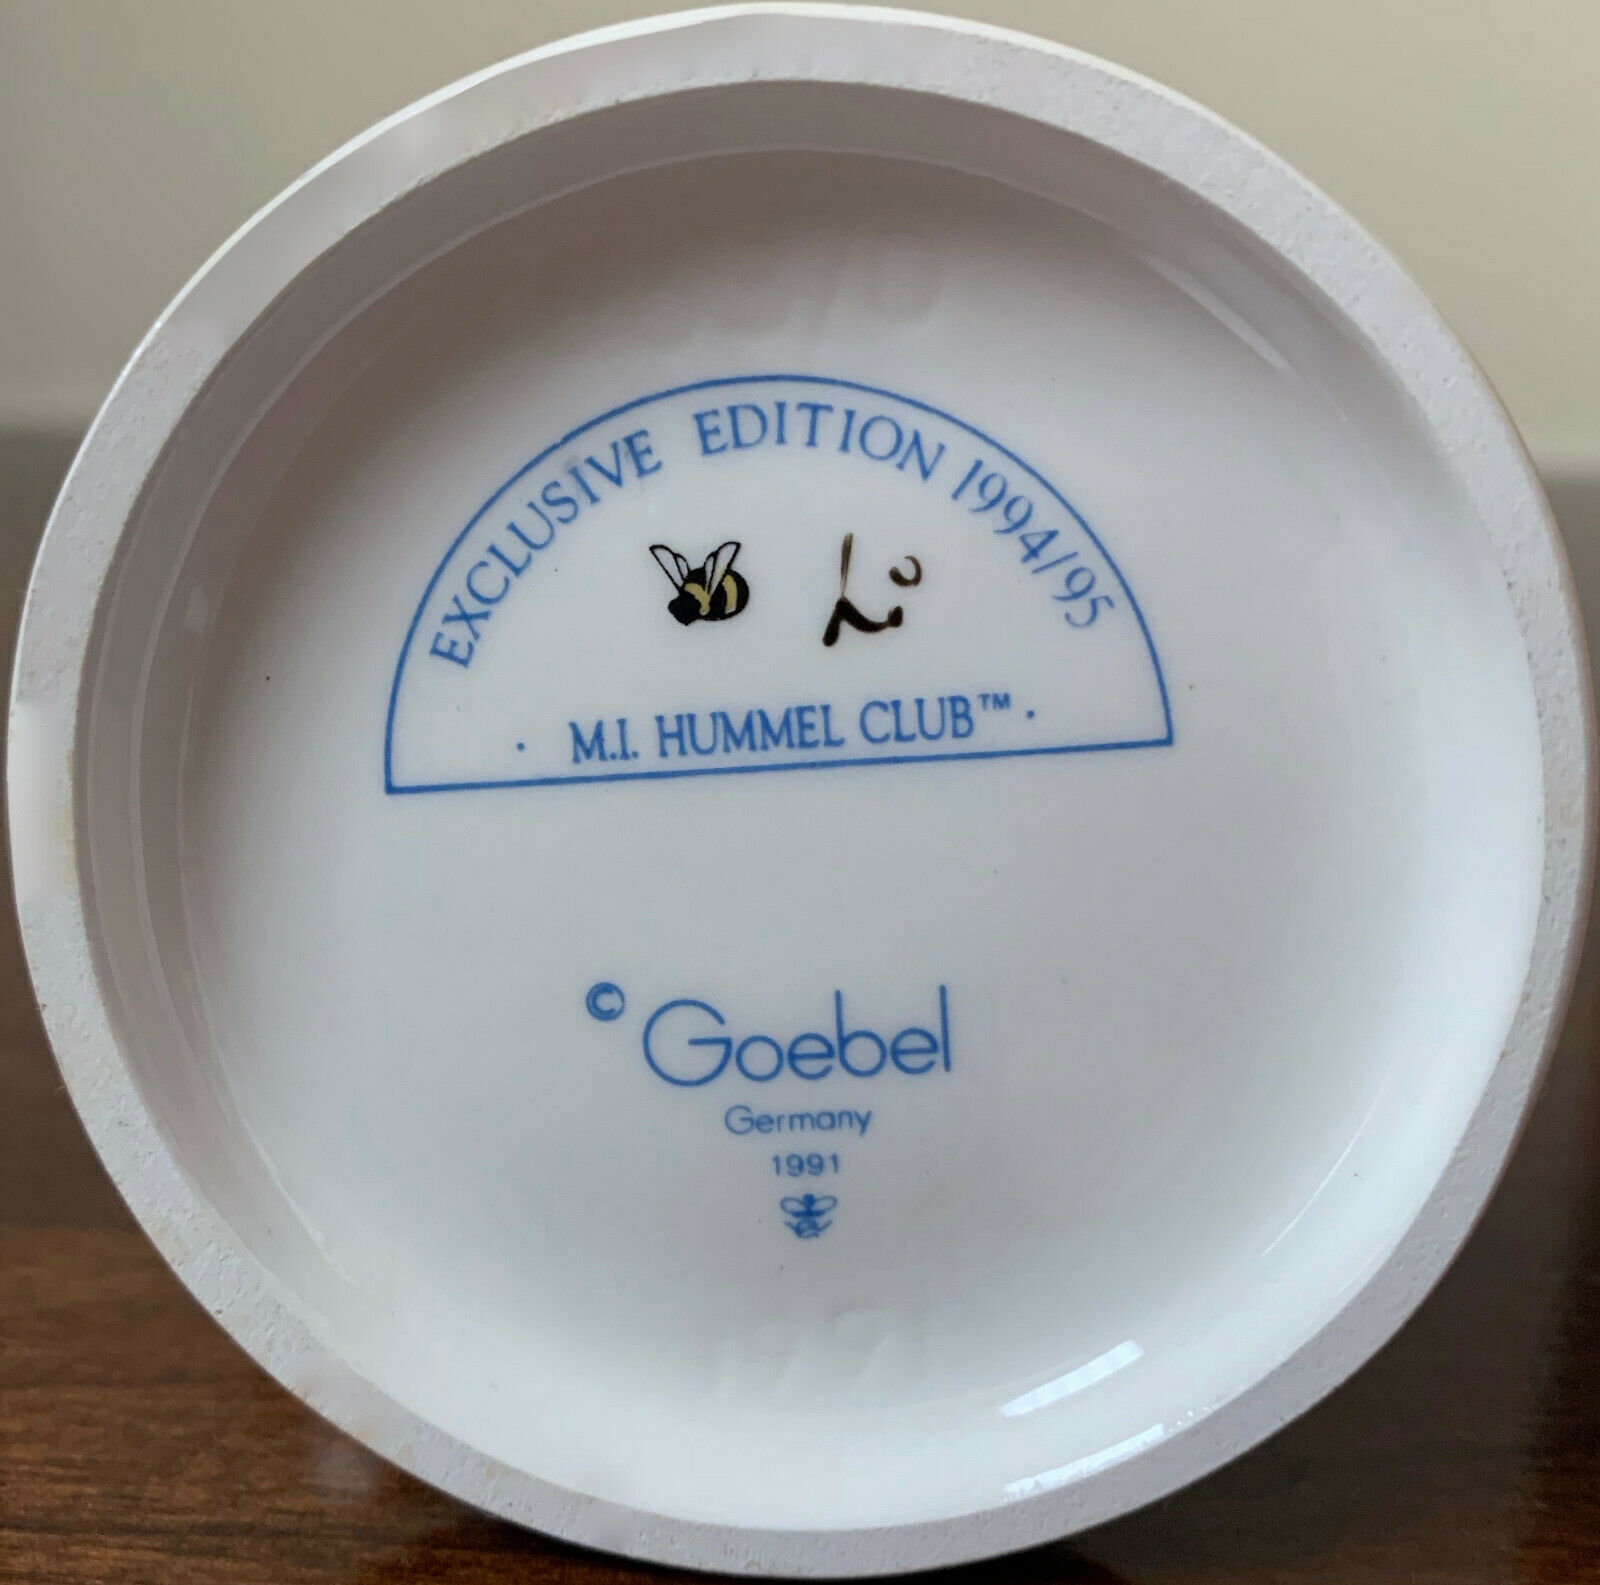 EXCLUSIVE EDITION 1994/95
· M.I. HUMMEL CLUB™ ·
© Goebel
Germany
1991